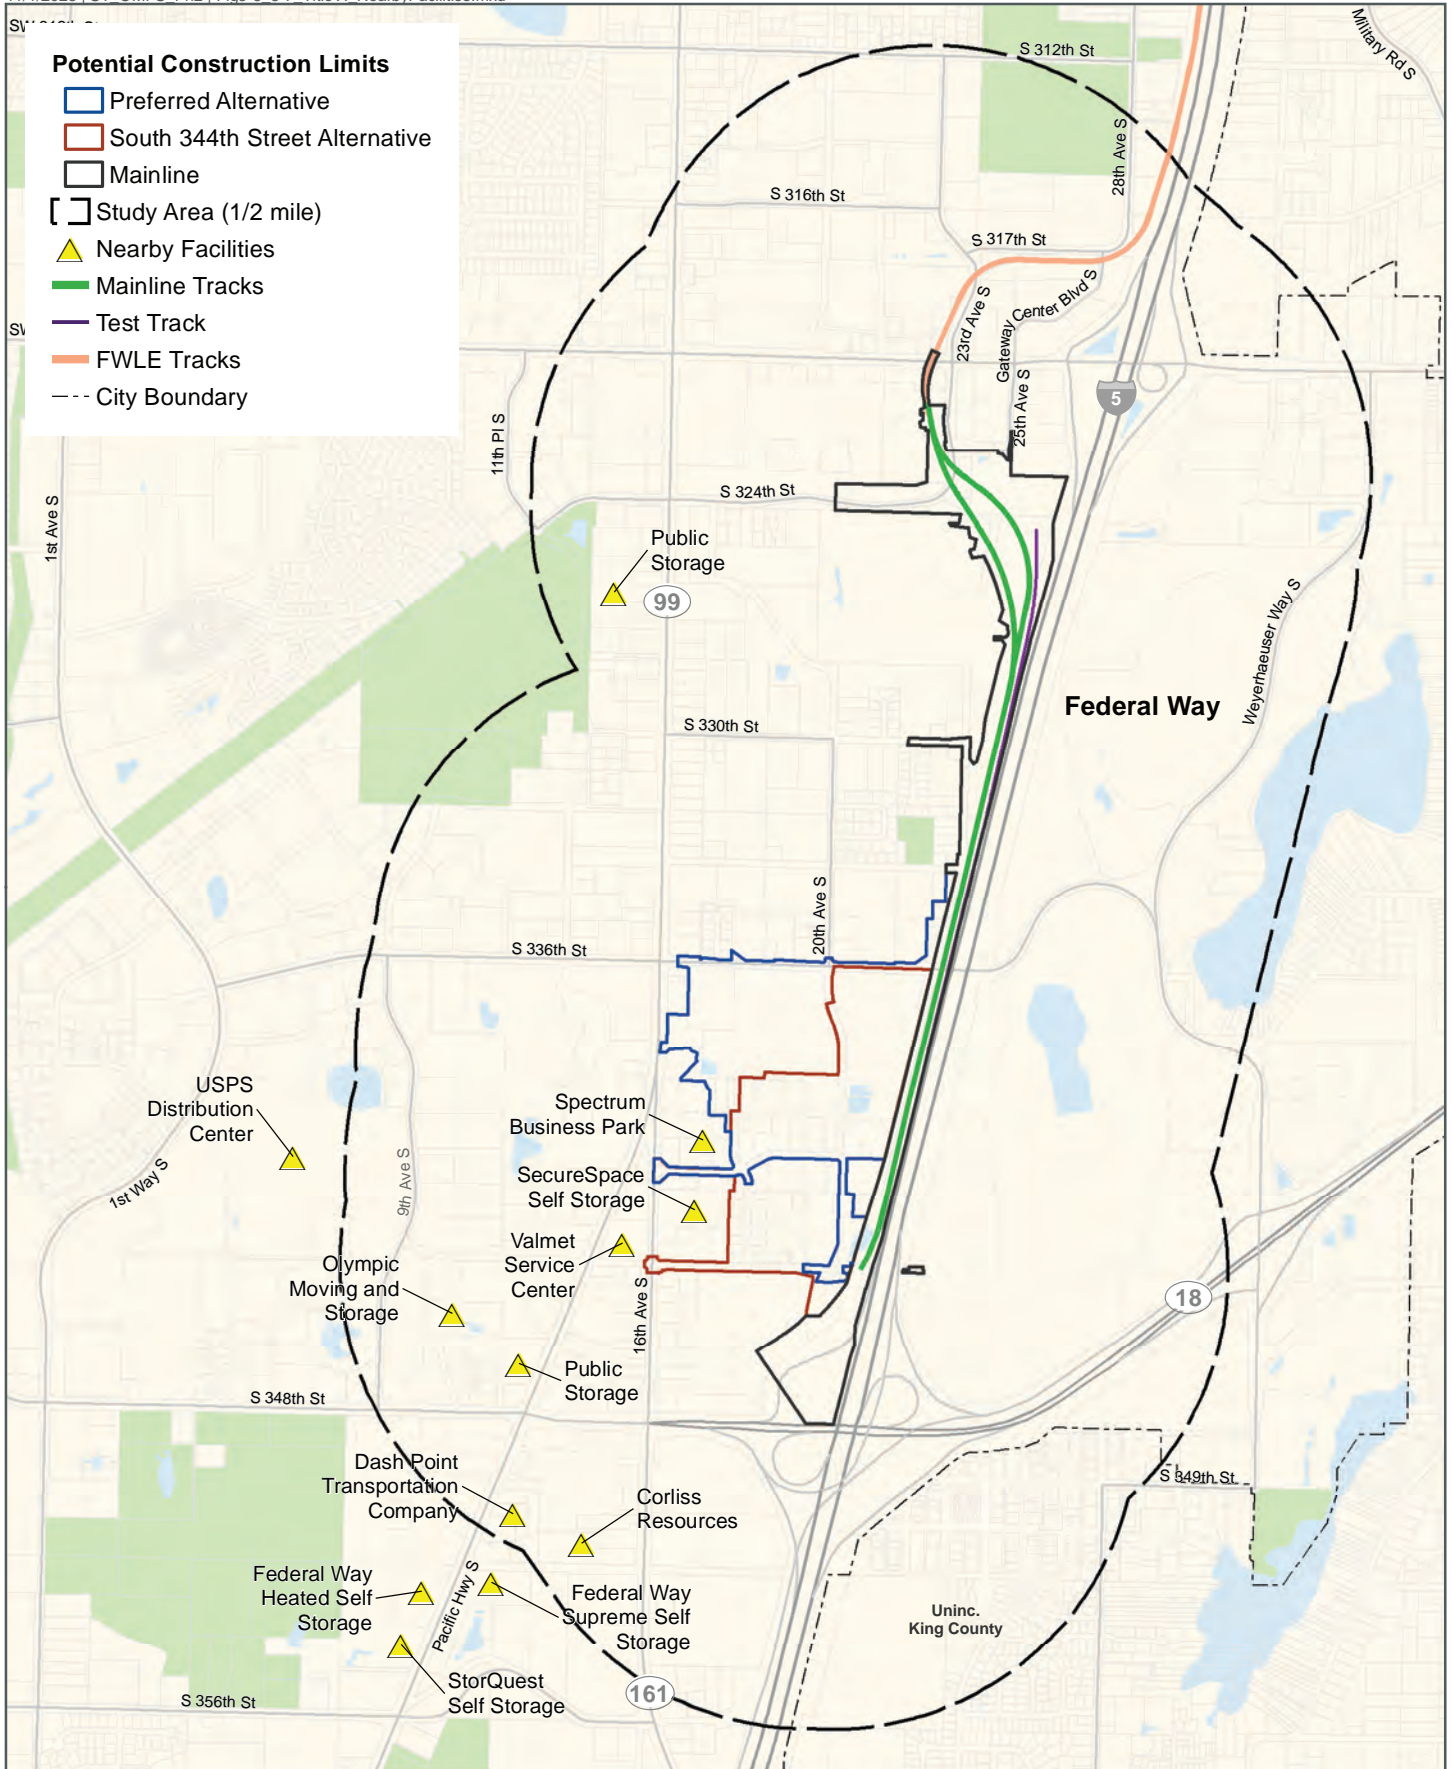 Potential Construction Limits
Preferred Alternative
South 344th Street Alternative
Mainline
Study Area (1/2 mile)
Nearby Facilities
Mainline Tracks
Test Track
FWLE Tracks
City Boundary
S 312th St
Military Rd S
28th Ave S
S 316th St
S 317th St
Gateway Center Blvd S
23rd Ave S
25th Ave S
5
11th Pl S
1st Ave S
S 324th St
Public
Storage
99
Weyerhaeuser Way S
Federal Way
S 330th St
20th Ave S
S 336th St
USPS
Distribution
Center
1st Way S
9th Ave S
Spectrum
Business Park
SecureSpace
Self Storage
Valmet
Service
Center
Olympic
Moving and
Storage
16th Ave S
18
Public
Storage
S 348th St
Dash Point
Transportation
Company
Corliss
Resources
S 349th St
Federal Way
Heated Self
Storage
Pacific Hwy S
Federal Way
Supreme Self
Storage
Uninc.
King County
StorQuest
Self Storage
161
S 356th St